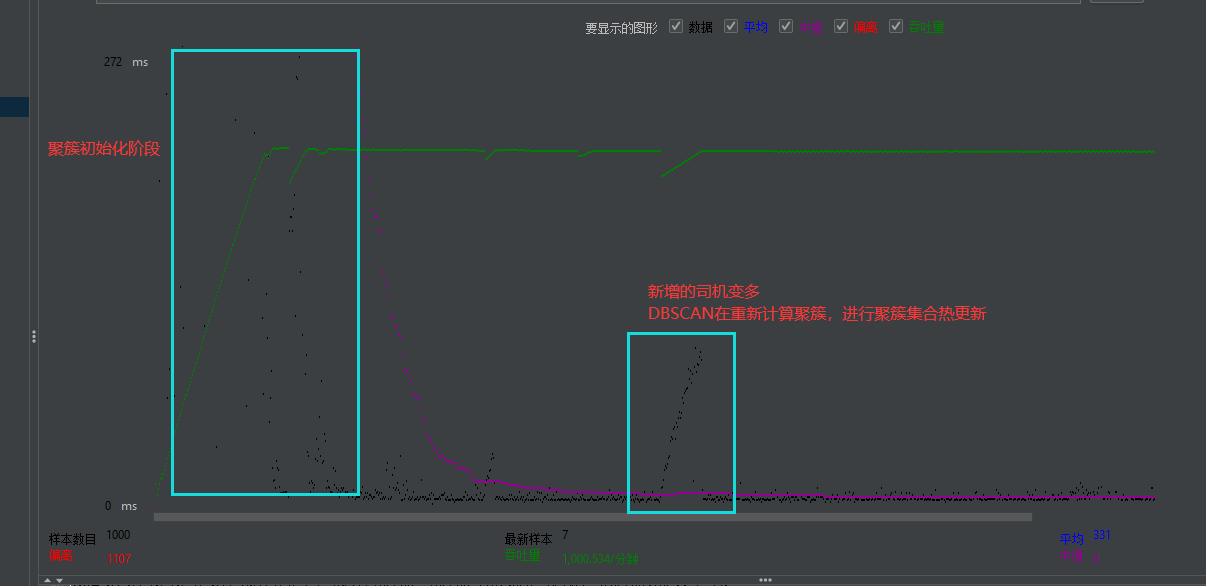 要显示的图形 数据 平均 中值 偏离 吞吐量
272 ms
聚簇初始化阶段
新增的司机变多
DBSCAN在重新计算聚簇，进行聚簇集合热更新
0 ms
样本数目 1000 最新样本 7 平均 331
偏离 1107 吞吐量 1,000.534/分钟 中值